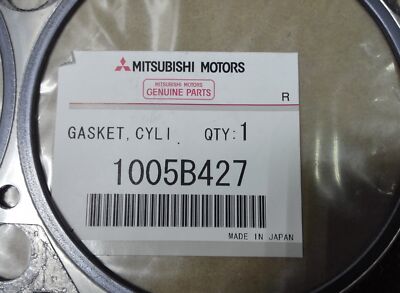 MITSUBISHI MOTORS
MITSUBISHI MOTORS
GENUINE PARTS
R
GASKET, CYLI. QTY:1
1005B427
MADE IN JAPAN